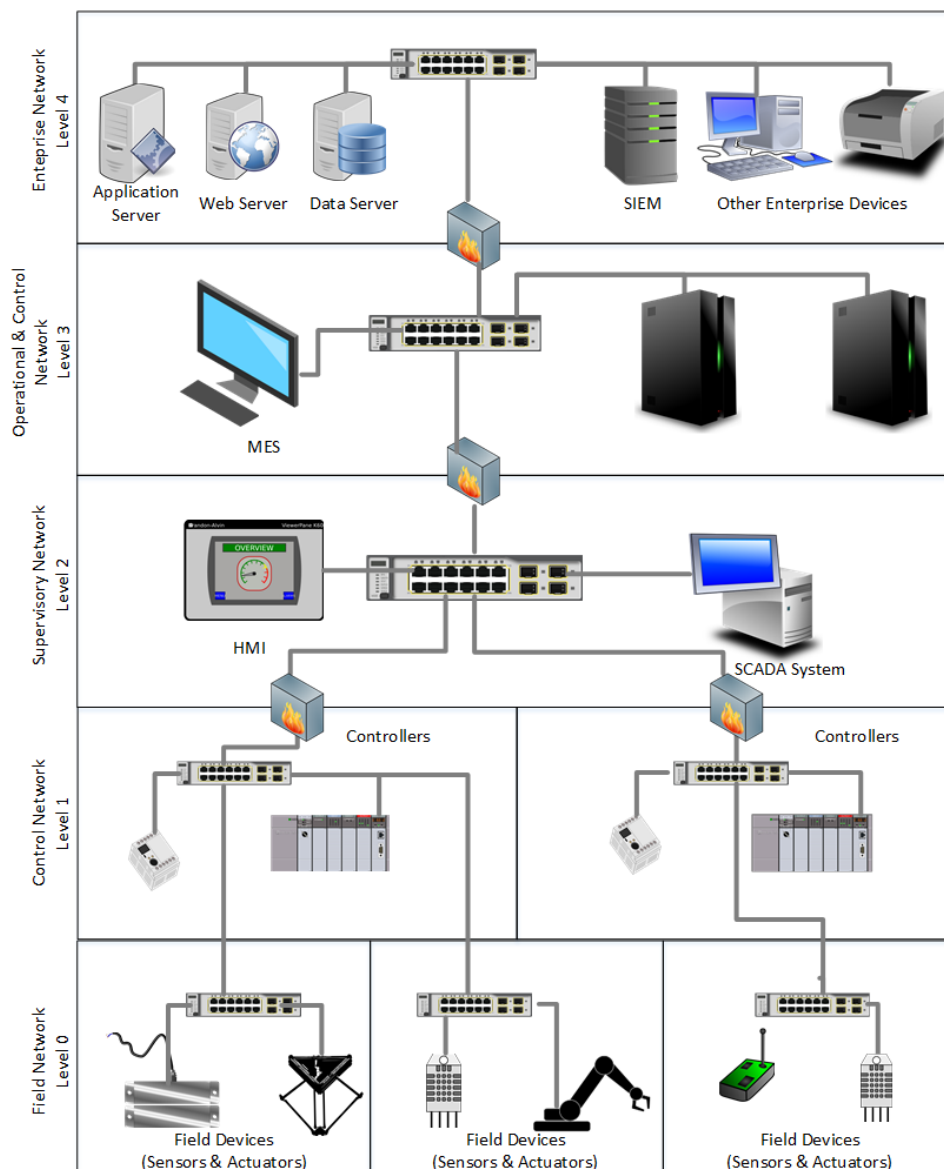 Enteprise Network
Level 4
Application
Server
Web Server
Data Server
SIEM
Other Enterprise Devices
Operational & Control
Network
Level 3
MES
Supervisory Network
Level 2
OVERVIEW
HMI
SCADA System
Control Network
Level 1
Controllers
Controllers
Field Network
Level 0
Field Devices
(Sensors & Actuators)
Field Devices
(Sensors & Actuators)
Field Devices
(Sensors & Actuators)